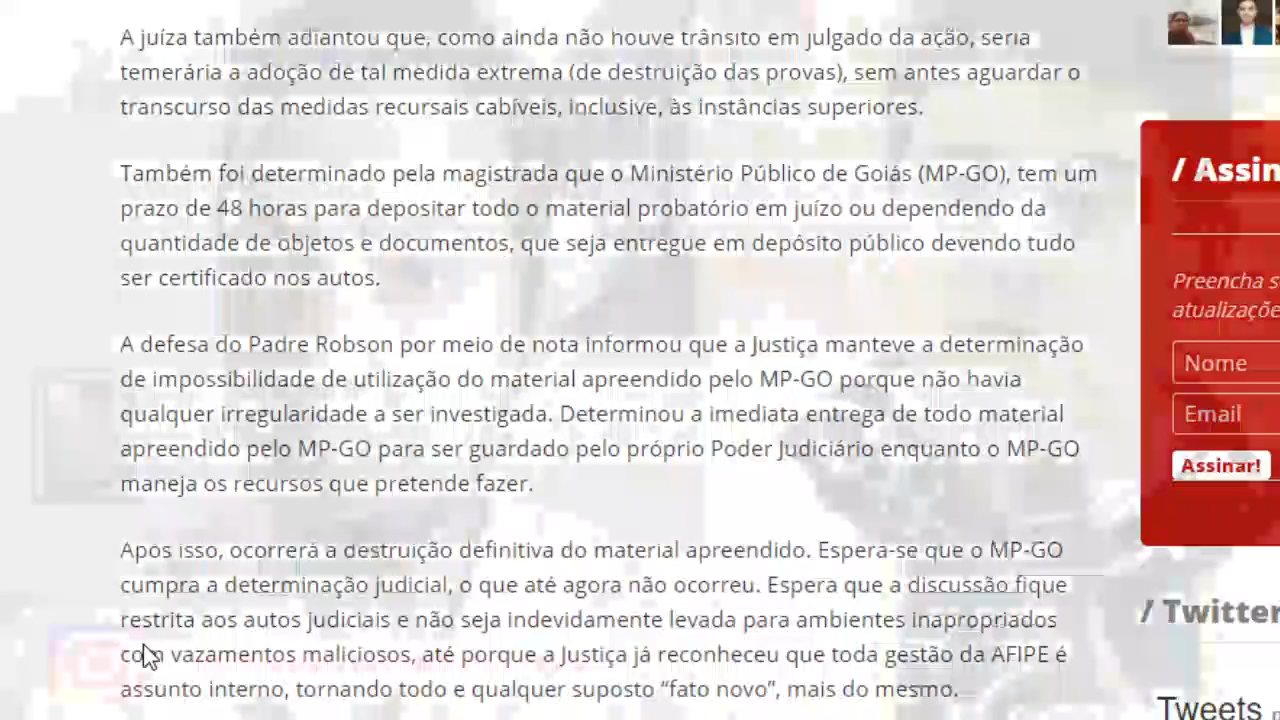 A juíza também adiantou que, como ainda não houve trânsito em julgado da ação, seria
temerária a adoção de tal medida extrema (de destruição das provas), sem antes aguardar o
transcurso das medidas recursais cabíveis, inclusive, às instâncias superiores.
Também foi determinado pela magistrada que o Ministério Público de Goiás (MP-GO), tem um
prazo de 48 horas para depositar todo o material probatório em juízo ou dependendo da
quantidade de objetos e documentos, que seja entregue em depósito público devendo tudo
ser certificado nos autos.
A defesa do Padre Robson por meio de nota informou que a Justiça manteve a determinação
de impossibilidade de utilização do material apreendido pelo MP-GO porque não havia
qualquer irregularidade a ser investigada. Determinou a imediata entrega de todo material
apreendido pelo MP-GO para ser guardado pelo próprio Poder Judiciário enquanto o MP-GO
maneja os recursos que pretende fazer.
Após isso, ocorrerá a destruição definitiva do material apreendido. Espera-se que o MP-GO
cumpra a determinação judicial, o que até agora não ocorreu. Espera que a discussão fique
restrita aos autos judiciais e não seja indevidamente levada para ambientes inapropriados
com vazamentos maliciosos, até porque a Justiça já reconheceu que toda gestão da AFIPE é
assunto interno, tornando todo e qualquer suposto “fato novo”, mais do mesmo.
/ Assin
Preencha s
atualizaçõe
Nome
Email
Assinar!
/ Twitter
Tweets